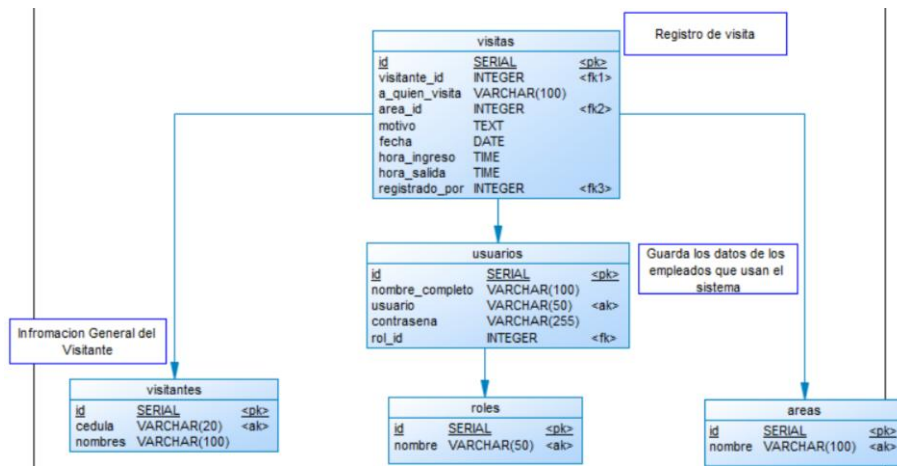 visitas
id SERIAL <pk>
visitante_id INTEGER <fk1>
a_quien_visita VARCHAR(100)
area_id INTEGER <fk2>
motivo TEXT
fecha DATE
hora_ingreso TIME
hora_salida TIME
registrado_por INTEGER <fk3>
Registro de visita
usuarios
id SERIAL <pk>
nombre_completo VARCHAR(100)
usuario VARCHAR(50) <ak>
contrasena VARCHAR(255)
rol_id INTEGER <fk>
Guarda los datos de los
empleados que usan el
sistema
Infromacion General del
Visitante
visitantes
id SERIAL <pk>
cedula VARCHAR(20) <ak>
nombres VARCHAR(100)
roles
id SERIAL <pk>
nombre VARCHAR(50) <ak>
areas
id SERIAL <pk>
nombre VARCHAR(100) <ak>